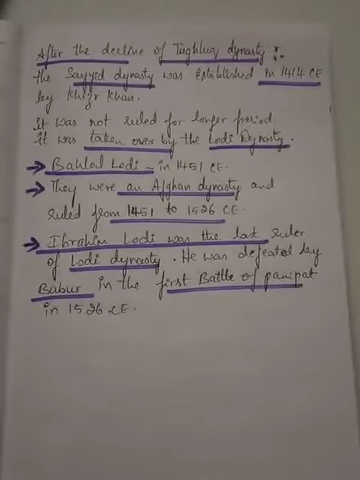 After the decline of Tughluq dynasty :-
the Sayyid dynasty was established in 1414 CE
by Khijr Khan.
It was not ruled for longer period
it was taken over by the Lodi Dynasty.
→ Bahlol Lodi - in 1451 CE.
→ They were an Afghan dynasty and
ruled from 1451 to 1526 CE.
→ Ibrahim Lodi was the last ruler
of Lodi dynasty. He was defeated by
Babur in the first Battle of panipat
in 1526 CE.